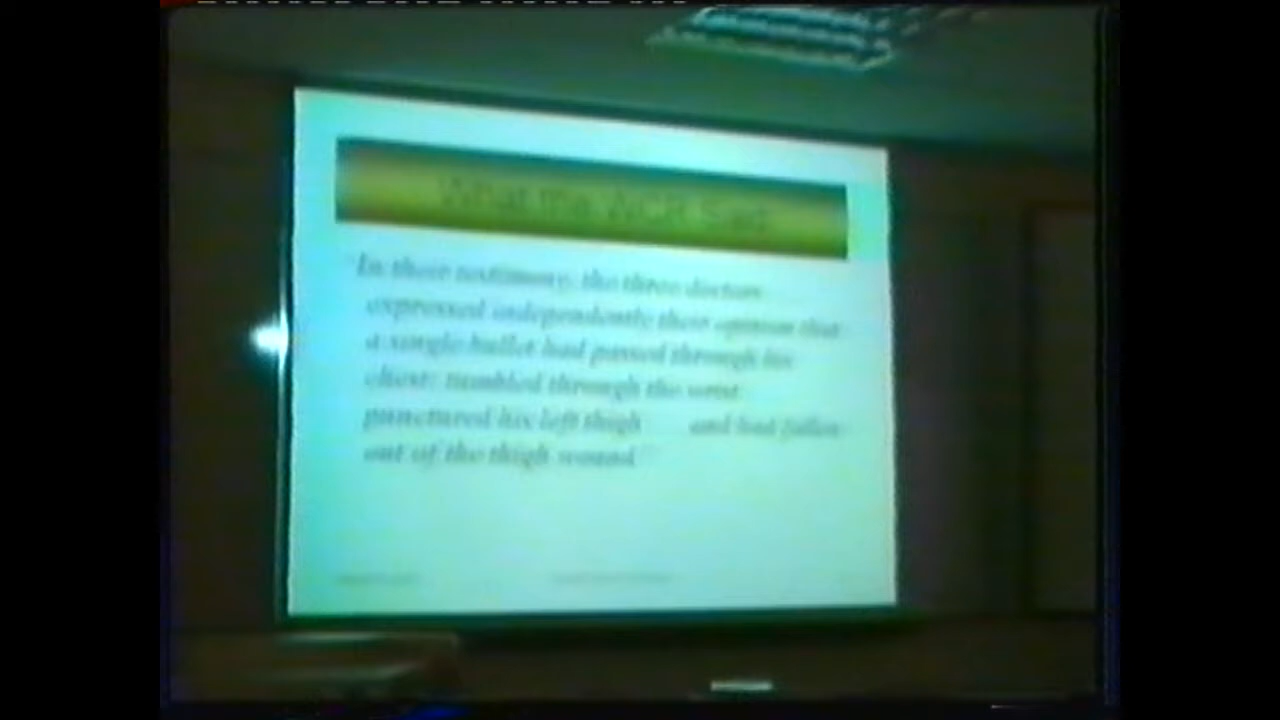 What the WCR Said
"In their testimony, the three doctors
expressed independently their opinion that
a single bullet had passed through his
chest; tumbled through the wrist
punctured his left thigh and had fallen
out of the thigh wound"